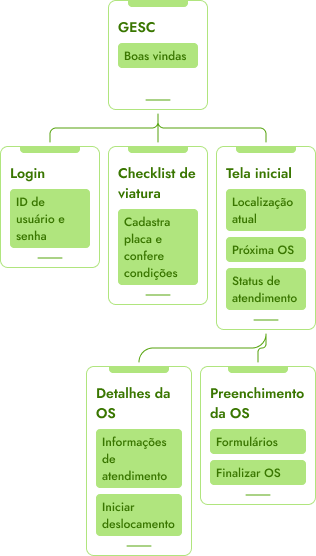 GESC
Boas vindas
Login
ID de
usuário e
senha
Checklist de
viatura
Cadastra
placa e
confere
condições
Tela inicial
Localização
atual
Próxima OS
Status de
atendimento
Detalhes da
OS
Informações
de
atendimento
Iniciar
deslocamento
Preenchimento
da OS
Formulários
Finalizar OS